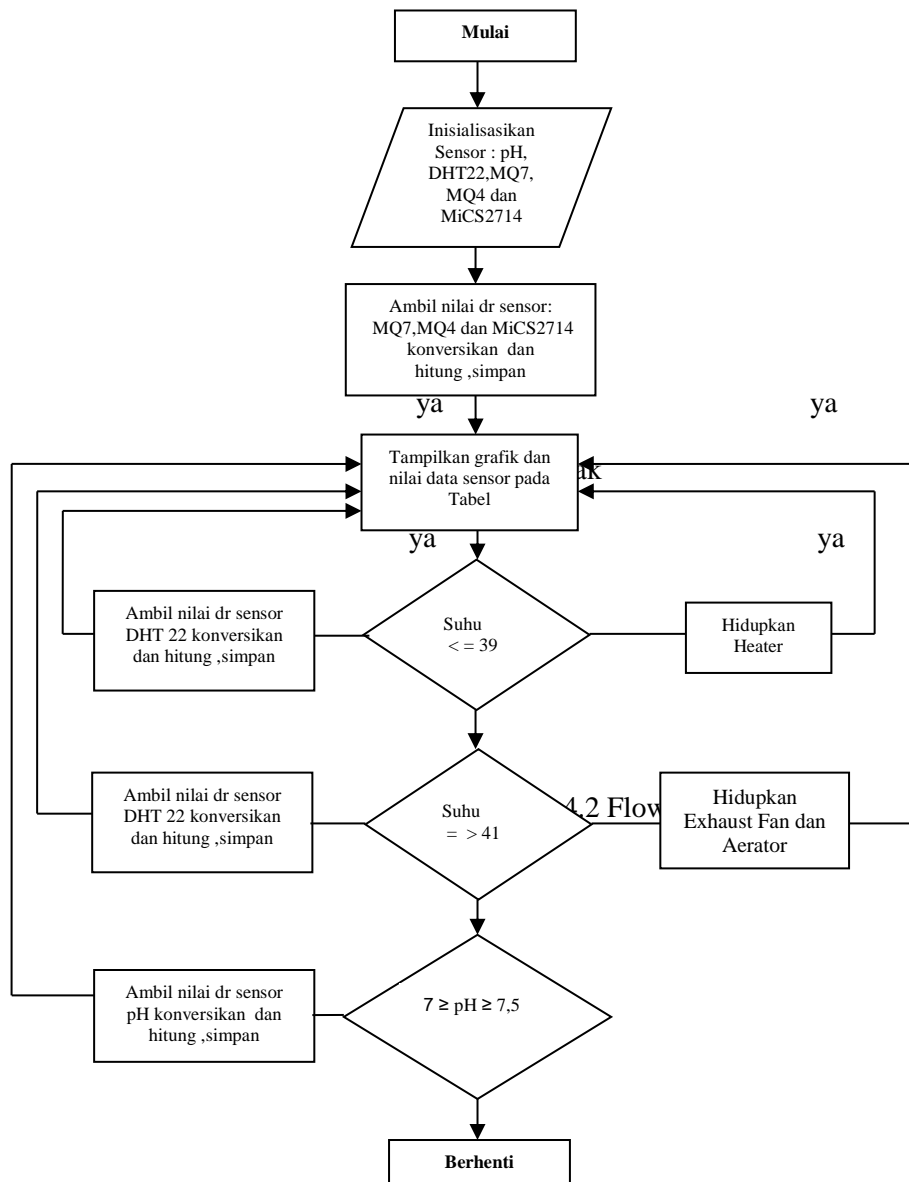 Mulai
Inisialisasikan
Sensor : pH,
DHT22,MQ7,
MQ4 dan
MiCS2714
Ambil nilai dr sensor:
MQ7,MQ4 dan MiCS2714
konversikan dan
hitung ,simpan
ya
ya
Tampilkan grafik dan
nilai data sensor pada
Tabel
ya
ya
Ambil nilai dr sensor
DHT 22 konversikan
dan hitung ,simpan
Suhu
< = 39
Hidupkan
Heater
Ambil nilai dr sensor
DHT 22 konversikan
dan hitung ,simpan
Suhu
= > 41
4.2 Flow
Hidupkan
Exhaust Fan dan
Aerator
Ambil nilai dr sensor
pH konversikan dan
hitung ,simpan
7 ≥ pH ≥ 7,5
Berhenti